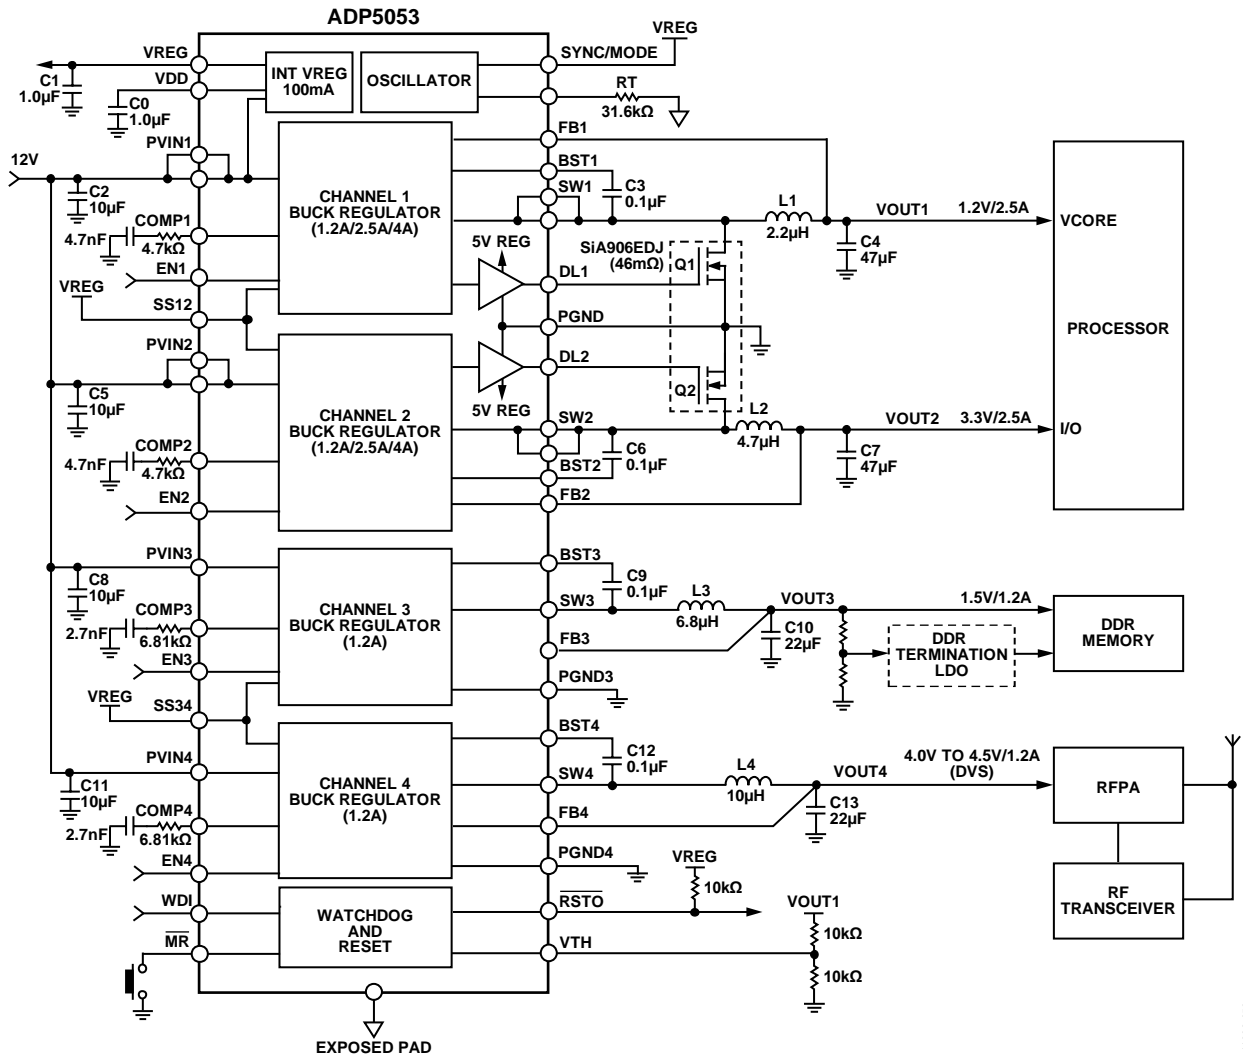 ADP5053
VREG
VREG
SYNC/MODE
C1
1.0µF
VDD
C0
1.0µF
INT VREG
100mA
OSCILLATOR
RT
31.6kΩ
FB1
PVIN1
12V
BST1
C2
10µF
CHANNEL 1
BUCK REGULATOR
(1.2A/2.5A/4A)
SW1
C3
0.1µF
L1
2.2µH
VOUT1
1.2V/2.5A
VCORE
COMP1
4.7nF
4.7kΩ
C4
47µF
5V REG
SiA906EDJ
(46mΩ)
Q1
EN1
DL1
VREG
SS12
PGND
PROCESSOR
PVIN2
DL2
Q2
C5
10µF
5V REG
CHANNEL 2
BUCK REGULATOR
(1.2A/2.5A/4A)
SW2
L2
4.7µH
VOUT2
3.3V/2.5A
I/O
COMP2
4.7nF
4.7kΩ
C6
0.1µF
C7
47µF
BST2
EN2
FB2
PVIN3
BST3
C8
10µF
C9
0.1µF
CHANNEL 3
BUCK REGULATOR
(1.2A)
SW3
L3
6.8µH
VOUT3
1.5V/1.2A
COMP3
2.7nF
6.81kΩ
C10
22µF
DDR
TERMINATION
LDO
DDR
MEMORY
FB3
EN3
PGND3
VREG
SS34
BST4
PVIN4
C12
0.1µF
C11
10µF
CHANNEL 4
BUCK REGULATOR
(1.2A)
SW4
L4
10µH
VOUT4
4.0V TO 4.5V/1.2A
(DVS)
RFPA
COMP4
2.7nF
6.81kΩ
FB4
C13
22µF
EN4
PGND4
VREG
10kΩ
RF
TRANSCEIVER
WDI
WATCHDOG
AND
RESET
RSTO
VOUT1
10kΩ
MR
VTH
10kΩ
EXPOSED PAD